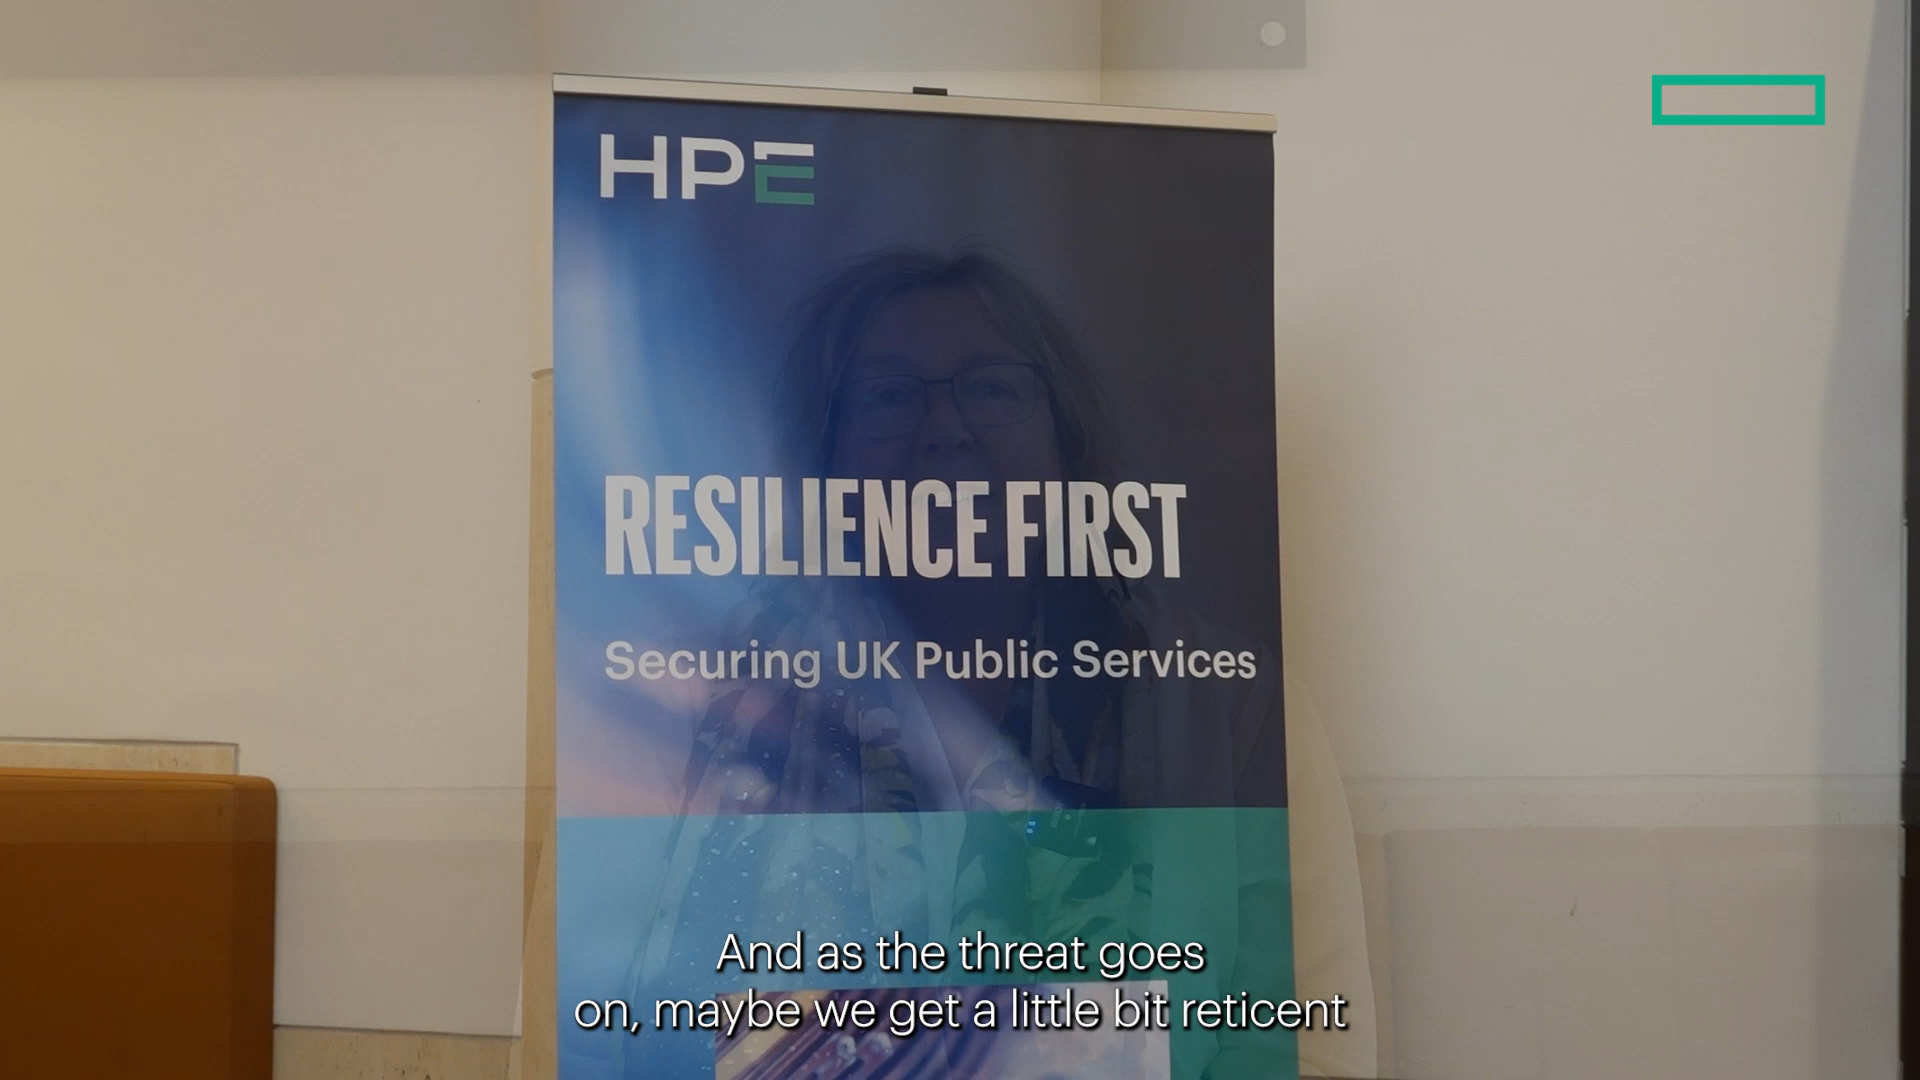 HPE
RESILIENCE FIRST
Securing UK Public Services
And as the threat goes
on, maybe we get a little bit reticent